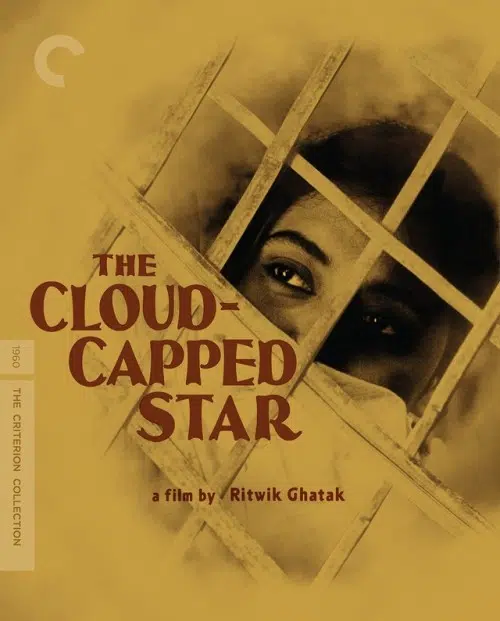 THE
CLOUD-
CAPPED
STAR
a film by Ritwik Ghatak
1960
THE CRITERION COLLECTION